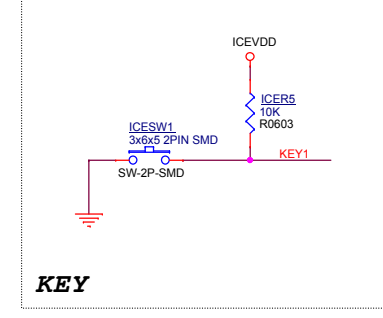 ICEVDD
ICER5
10K
R0603
ICESW1
3x6x5 2PIN SMD
KEY1
SW-2P-SMD
KEY